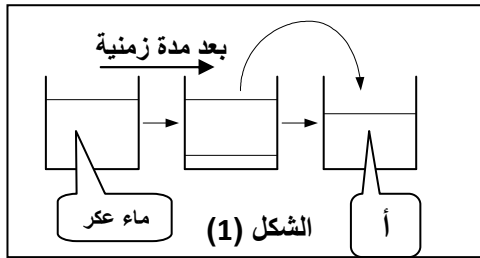 بعد مدة زمنية
ماء عكر
أ
الشكل (1)